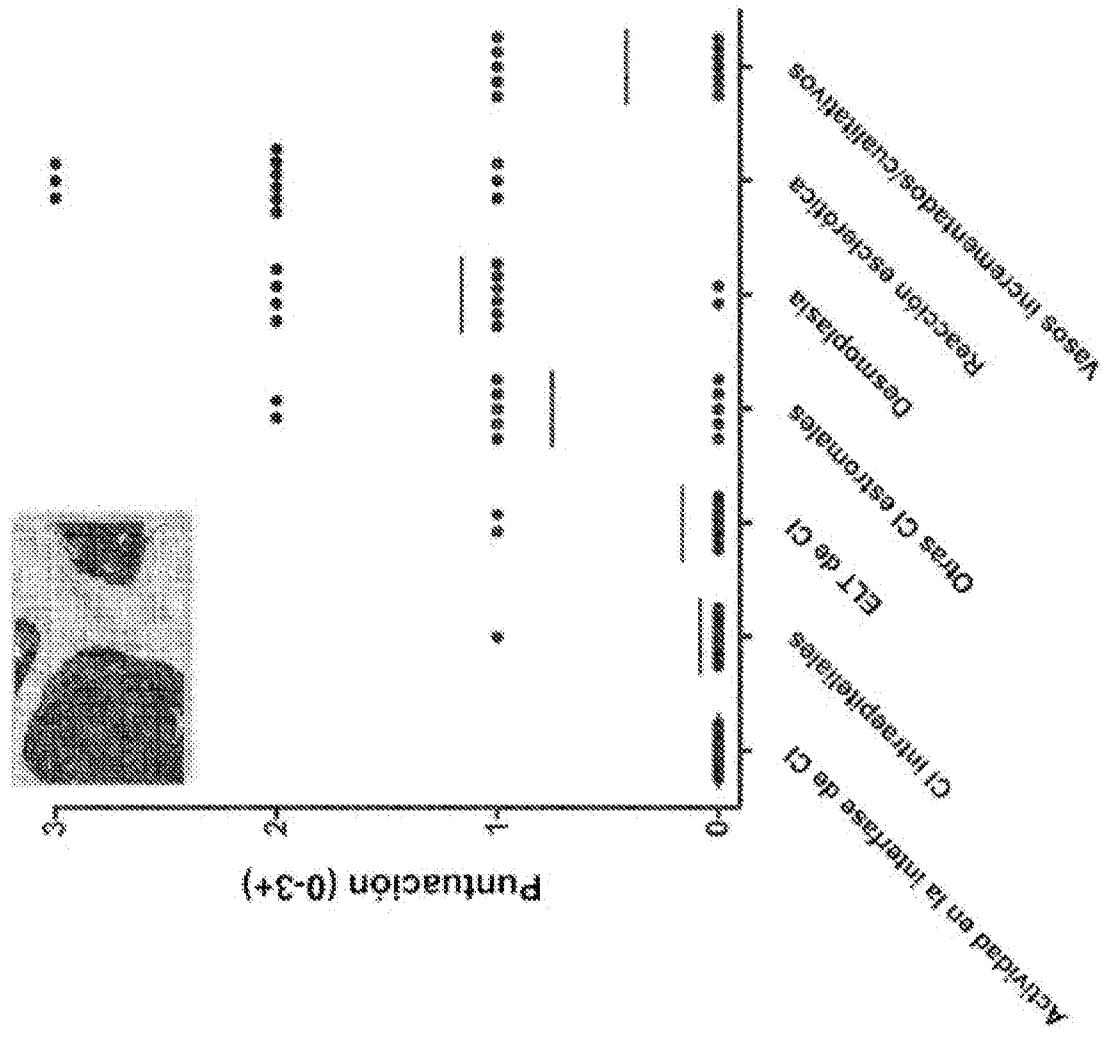 Puntuación (0-3+)
3
2
1
0
Actividad en la interfase de CI
CI intraepiteliales
ELT de CI
Otras CI estromales
Desmoplasia
Reacción esclerótica
Vasos incrementados/cualitativos